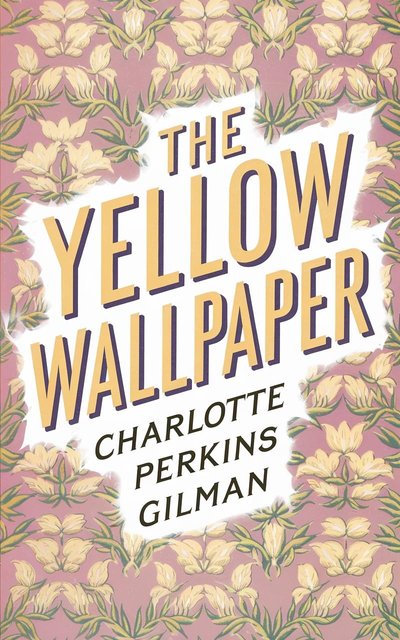 THE
YELLOW
WALLPAPER
CHARLOTTE
PERKINS
GILMAN